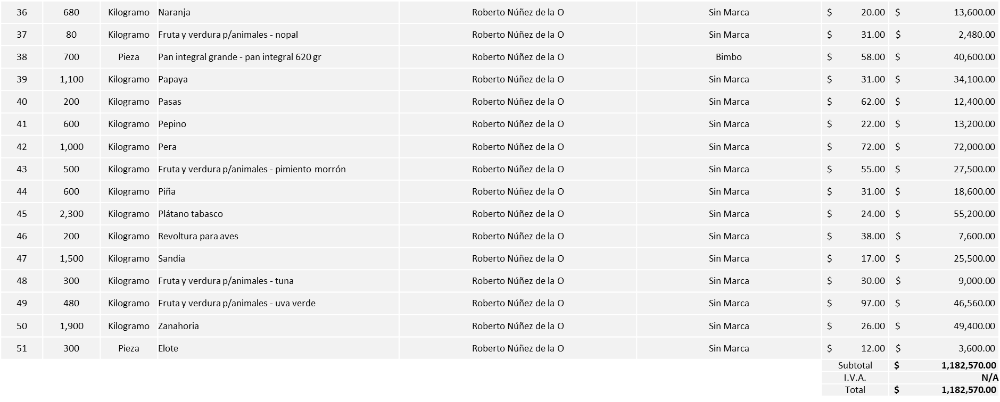 36 680 Kilogramo Naranja Roberto Núñez de la O Sin Marca $ 20.00 $ 13,600.00
37 80 Kilogramo Fruta y verdura p/animales - nopal Roberto Núñez de la O Sin Marca $ 31.00 $ 2,480.00
38 700 Pieza Pan integral grande - pan integral 620 gr Roberto Núñez de la O Bimbo $ 58.00 $ 40,600.00
39 1,100 Kilogramo Papaya Roberto Núñez de la O Sin Marca $ 31.00 $ 34,100.00
40 200 Kilogramo Pasas Roberto Núñez de la O Sin Marca $ 62.00 $ 12,400.00
41 600 Kilogramo Pepino Roberto Núñez de la O Sin Marca $ 22.00 $ 13,200.00
42 1,000 Kilogramo Pera Roberto Núñez de la O Sin Marca $ 72.00 $ 72,000.00
43 500 Kilogramo Fruta y verdura p/animales - pimiento morrón Roberto Núñez de la O Sin Marca $ 55.00 $ 27,500.00
44 600 Kilogramo Piña Roberto Núñez de la O Sin Marca $ 31.00 $ 18,600.00
45 2,300 Kilogramo Plátano tabasco Roberto Núñez de la O Sin Marca $ 24.00 $ 55,200.00
46 200 Kilogramo Revoltura para aves Roberto Núñez de la O Sin Marca $ 38.00 $ 7,600.00
47 1,500 Kilogramo Sandia Roberto Núñez de la O Sin Marca $ 17.00 $ 25,500.00
48 300 Kilogramo Fruta y verdura p/animales - tuna Roberto Núñez de la O Sin Marca $ 30.00 $ 9,000.00
49 480 Kilogramo Fruta y verdura p/animales - uva verde Roberto Núñez de la O Sin Marca $ 97.00 $ 46,560.00
50 1,900 Kilogramo Zanahoria Roberto Núñez de la O Sin Marca $ 26.00 $ 49,400.00
51 300 Pieza Elote Roberto Núñez de la O Sin Marca $ 12.00 $ 3,600.00
Subtotal $ 1,182,570.00
I.V.A. N/A
Total $ 1,182,570.00